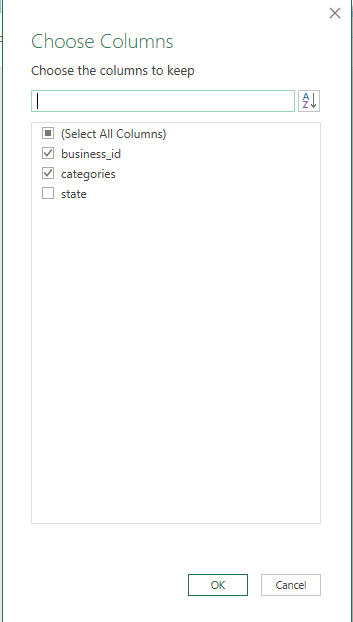 Choose Columns
Choose the columns to keep
A
Z
(Select All Columns)
business_id
categories
state
OK Cancel